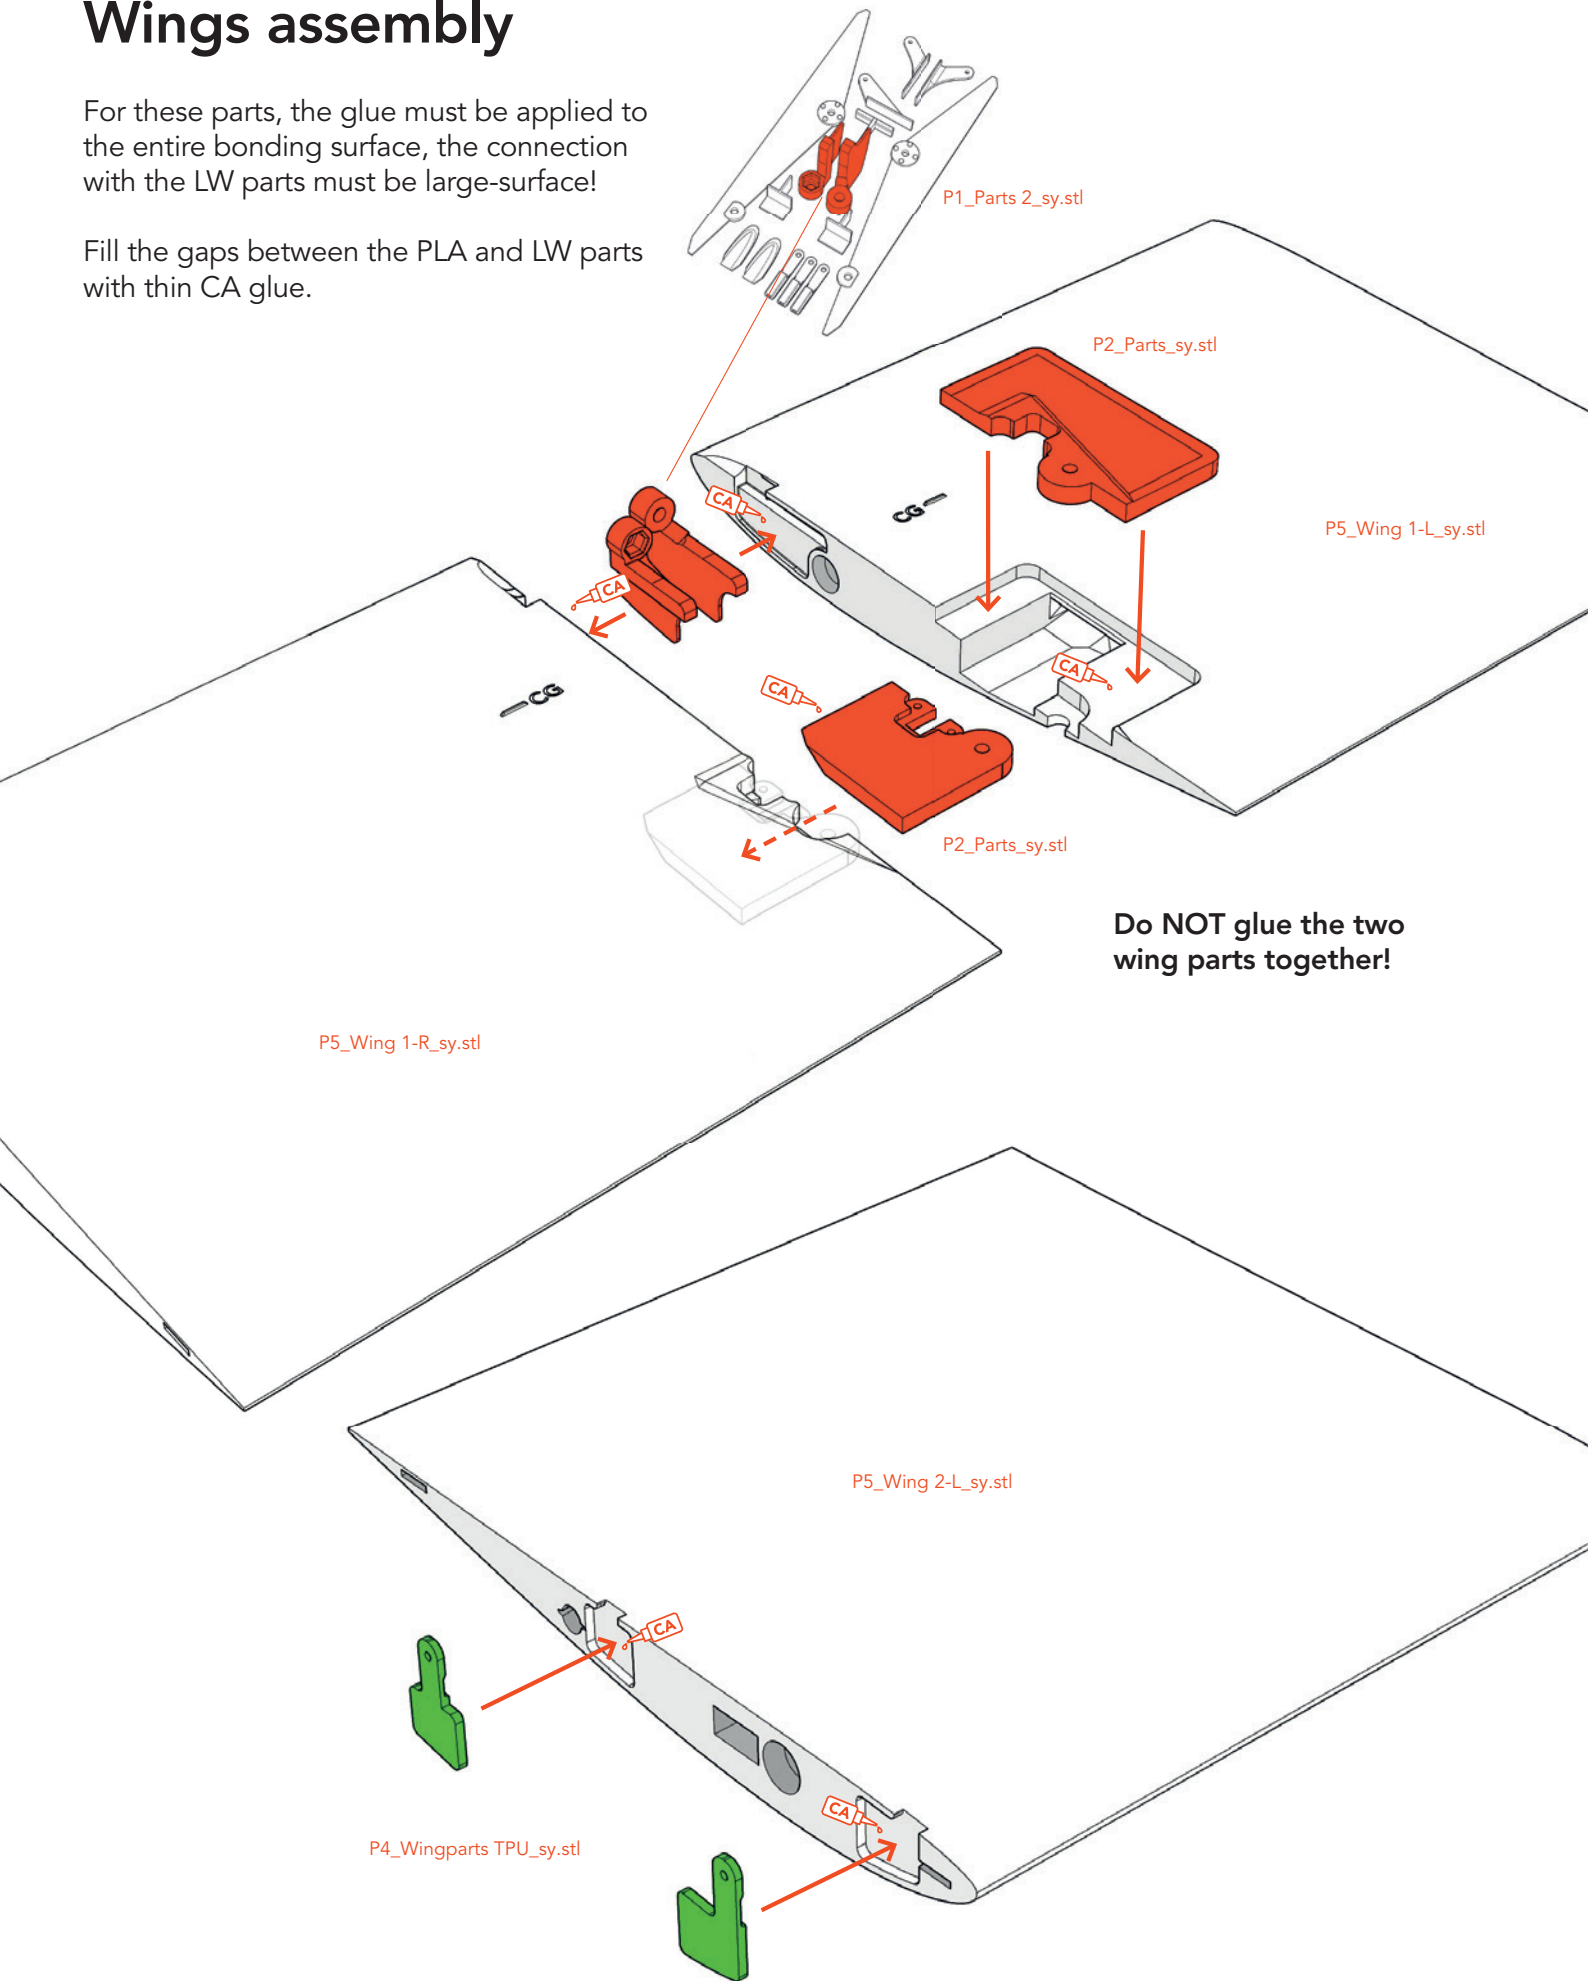 Wings assembly
For these parts, the glue must be applied to
the entire bonding surface, the connection
with the LW parts must be large-surface!
Fill the gaps between the PLA and LW parts
with thin CA glue.
P1_Parts 2_sy.stl
P2_Parts_sy.stl
CA
CG
P5_Wing 1-L_sy.stl
CA
CA
CA
CG
P2_Parts_sy.stl
Do NOT glue the two
wing parts together!
P5_Wing 1-R_sy.stl
P5_Wing 2-L_sy.stl
CA
CA
P4_Wingparts TPU_sy.stl